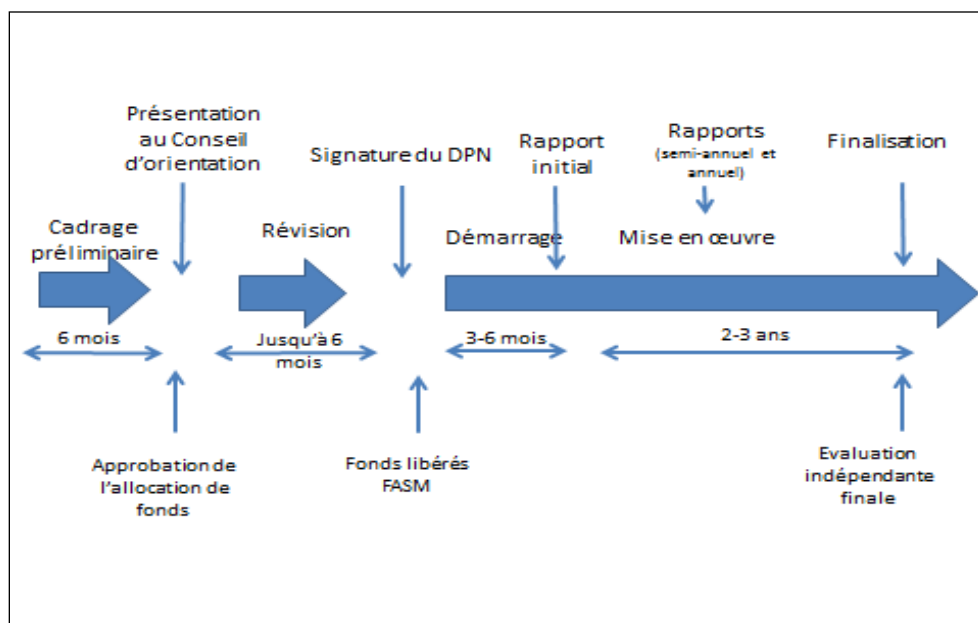 Présentation
au Conseil
d'orientation
Signature du DPN
Rapport
initial
Rapports
(semi-annuel et
annuel)
Finalisation
Cadrage
préliminaire
Révision
Démarrage
Mise en œuvre
6 mois
Jusqu'à 6
mois
3-6 mois
2-3 ans
Approbation de
l'allocation de
fonds
Fonds libérés
FASM
Evaluation
indépendante
finale